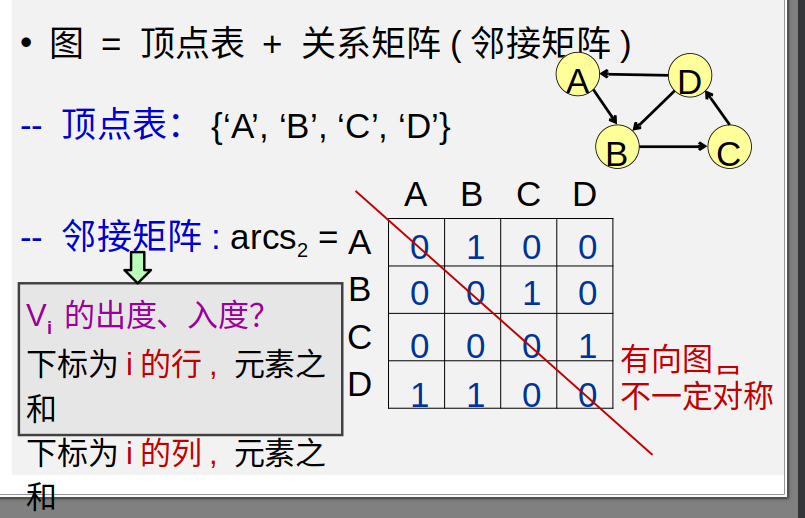 • 图 = 顶点表 + 关系矩阵 ( 邻接矩阵 )
A
D
B
C
-- 顶点表： {‘A’, ‘B’, ‘C’, ‘D’}
A B C D
-- 邻接矩阵 : arcs2 =
A 0 1 0 0
B 0 0 1 0
C 0 0 0 1
D 1 1 0 0
Vi 的出度、入度？
下标为 i 的行 , 元素之
和
下标为 i 的列 , 元素之
和
有向图
不一定对称